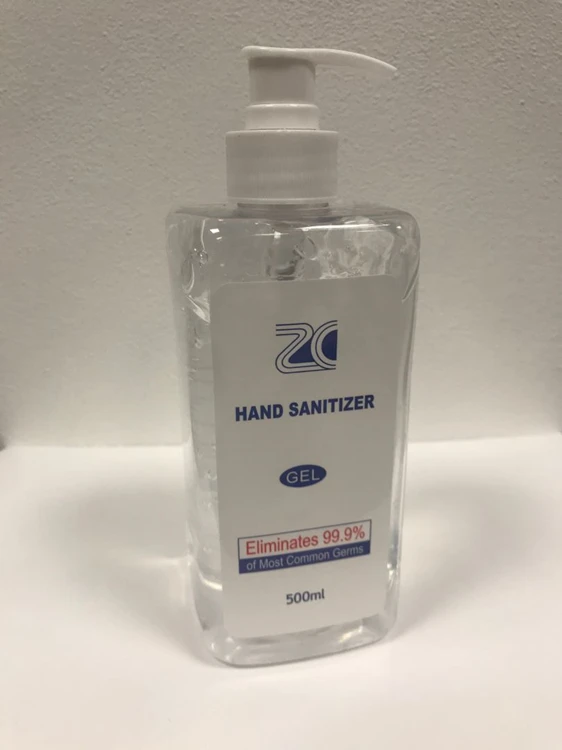 ZC
HAND SANITIZER
GEL
Eliminates 99.9%
of Most Common Germs
500ml